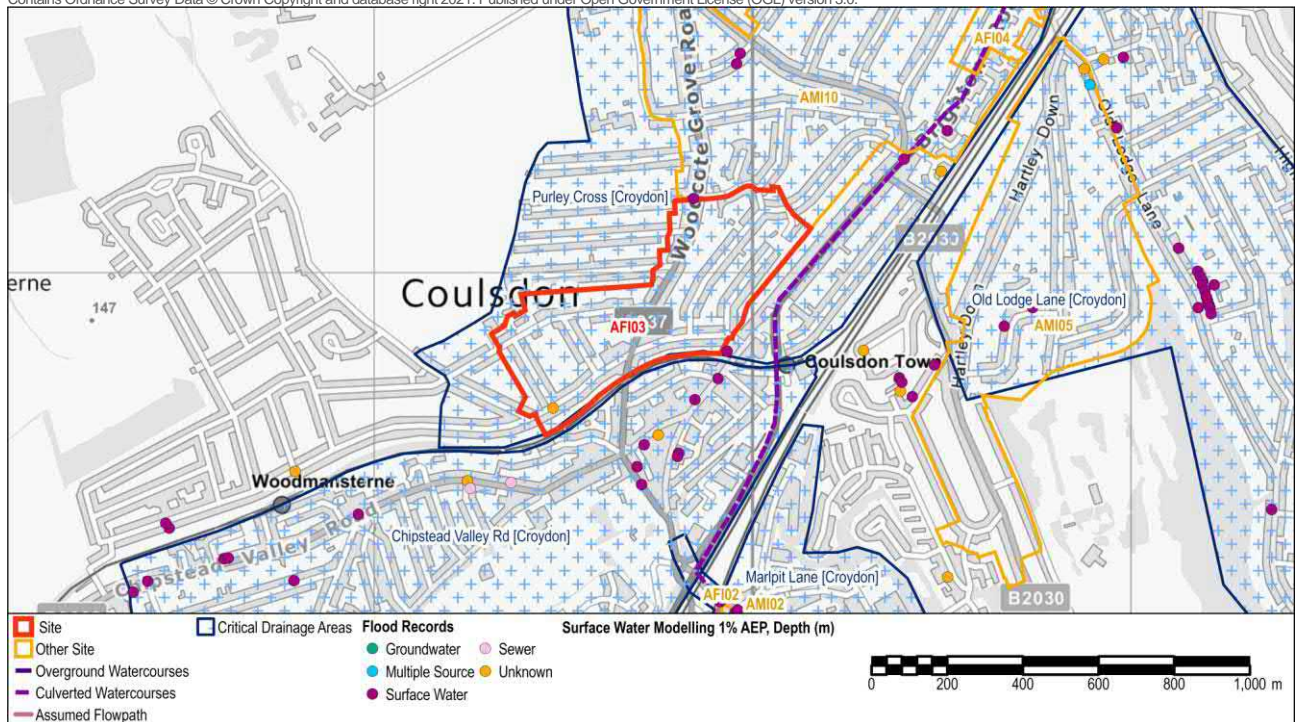 Contains Ordnance Survey Data © Crown Copyright and database right 2021. Published under Open Government License (OGL) version 3.0.
AFI04
AMI10
Woodcote Grove Road
Brighton
Old Lodge Lane
Hartley Down
Purley Cross [Croydon]
B2030
erne
147
Coulsdon
AFI03
Old Lodge Lane [Croydon]
AMI05
Hartley Down
Coulsdon Town
Woodmansterne
Chipstead Valley Road
Chipstead Valley Rd [Croydon]
Marlpit Lane [Croydon]
AFI02
AMI02
B2030
Site
Other Site
Overground Watercourses
Culverted Watercourses
Assumed Flowpath
Critical Drainage Areas
Flood Records
Groundwater
Multiple Source
Surface Water
Sewer
Unknown
Surface Water Modelling 1% AEP, Depth (m)
0 200 400 600 800 1,000 m